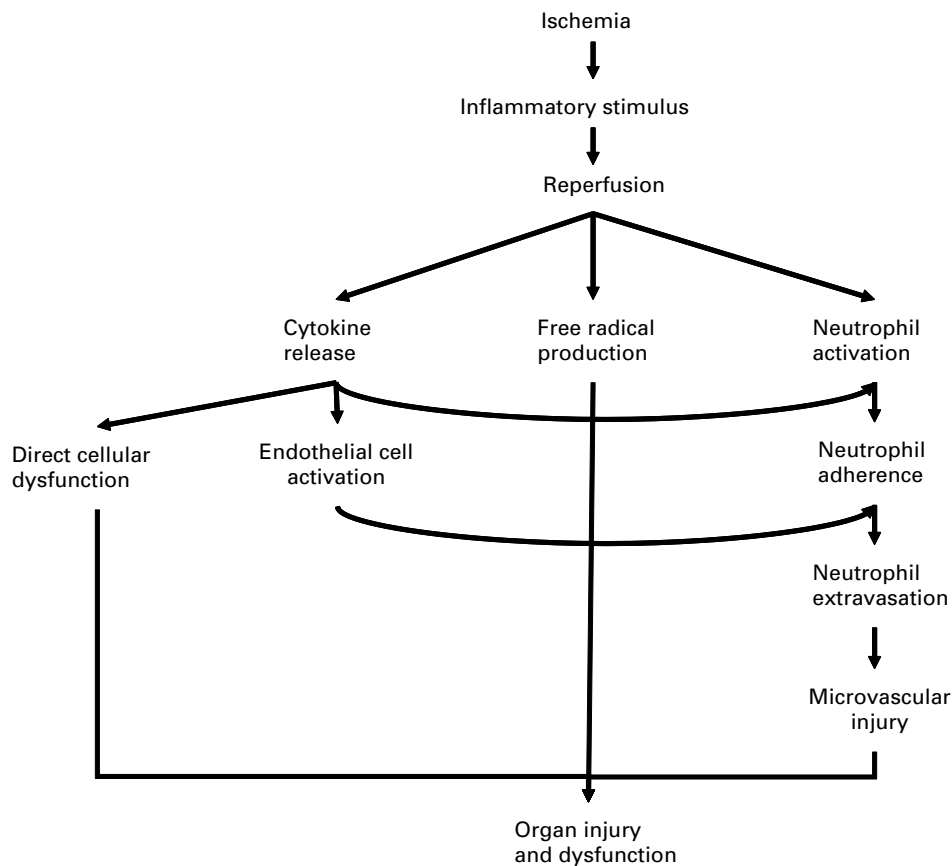 Ischemia
Inflammatory stimulus
Reperfusion
Cytokine
release
Free radical
production
Neutrophil
activation
Direct cellular
dysfunction
Endothelial cell
activation
Neutrophil
adherence
Neutrophil
extravasation
Microvascular
injury
Organ injury
and dysfunction